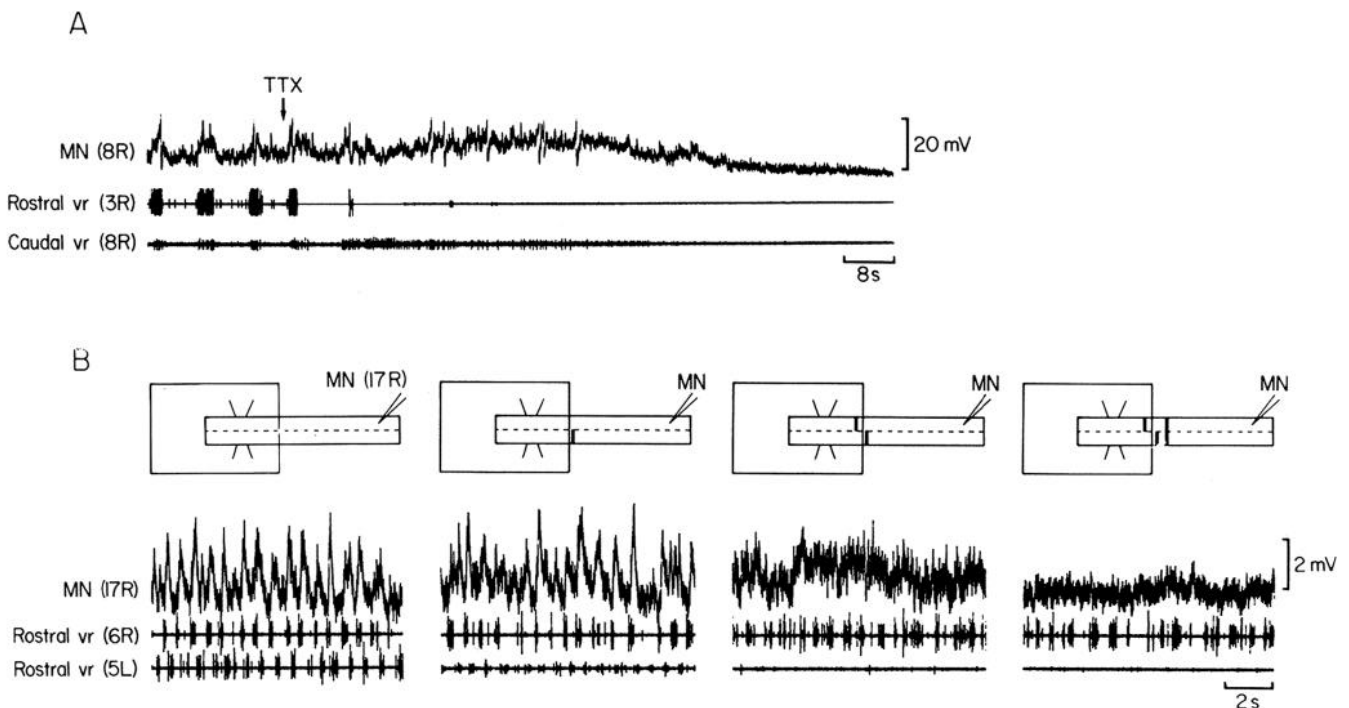 A
TTX
MN (8R)
20 mV
Rostral vr (3R)
Caudal vr (8R)
8s
B
MN (17R)
MN
MN
MN
MN (17R)
2 mV
Rostral vr (6R)
Rostral vr (5L)
2s